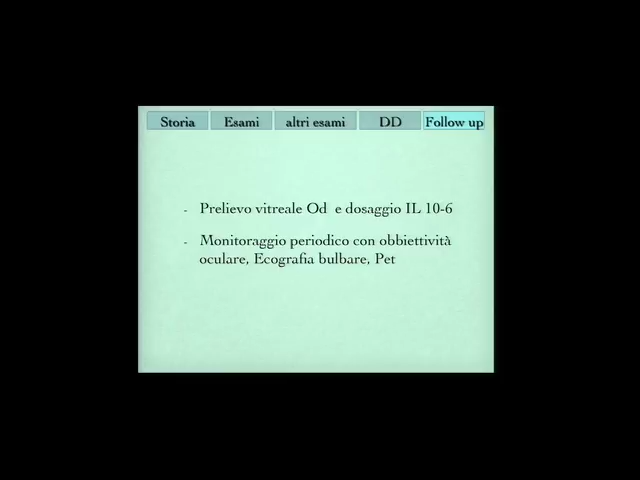 Storia Esami altri esami DD Follow up
- Prelievo vitreale Od e dosaggio IL 10-6
- Monitoraggio periodico con obbiettività
oculare, Ecografia bulbare, Pet